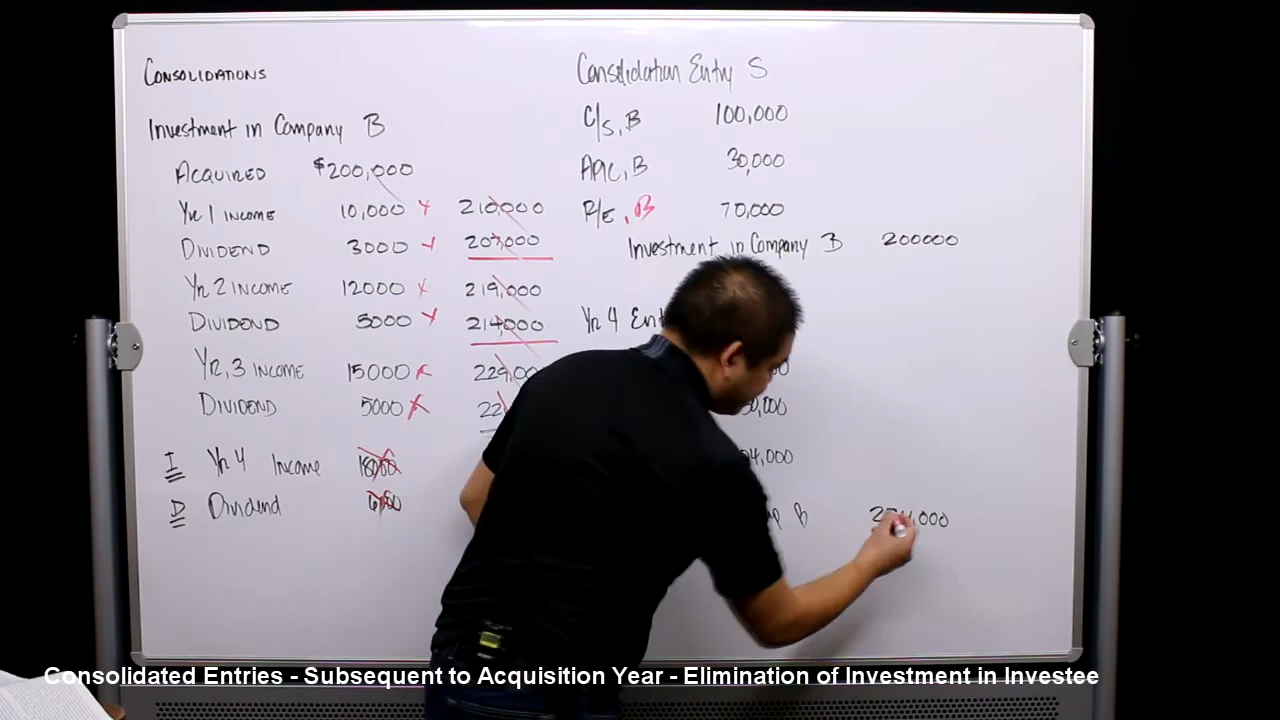 CONSOLIDATIONS
Investment in Company B
ACQUIRED $200,000
Yr 1 INCOME 10,000 210,000
DIVIDEND 3000 207,000
Yr 2 INCOME 12000 219,000
DIVIDEND 5000 214,000
Yr, 3 INCOME 15000
DIVIDEND 5000
I Yr 4 Income 18000
D Dividend 6000
Consolidation Entry S
C/S, B 100,000
APIC, B 30,000
R/E, B 70,000
Investment in Company B 200000
Yr 4
B
Consolidated Entries - Subsequent to Acquisition Year - Elimination of Investment in Investee